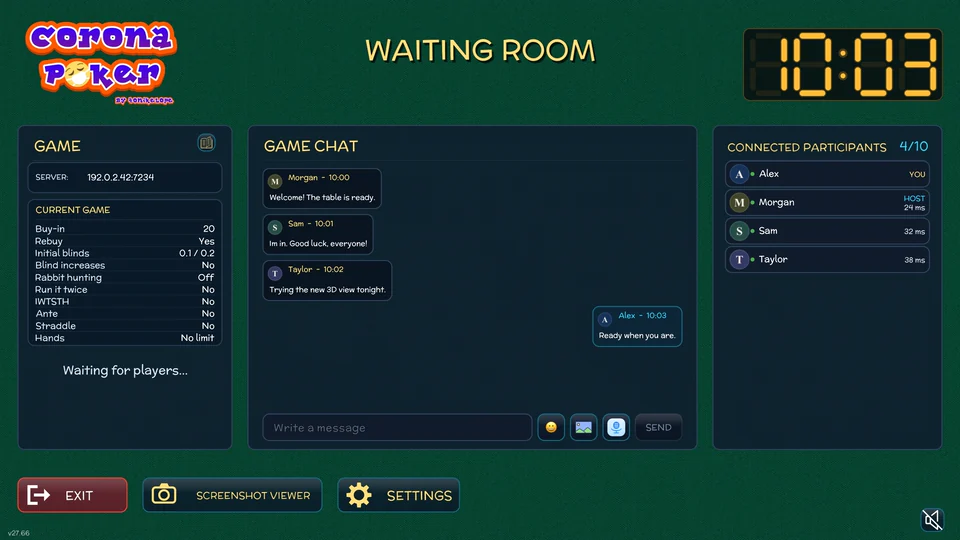 corona
poker
by tonikelope
WAITING ROOM
10:03
GAME
SERVER: 192.0.2.42:7234
CURRENT GAME
Buy-in 20
Rebuy Yes
Initial blinds 0.1 / 0.2
Blind increases No
Rabbit hunting Off
Run it twice No
IWTSTH No
Ante No
Straddle No
Hands No limit
Waiting for players...
GAME CHAT
M Morgan - 10:00
Welcome! The table is ready.
S Sam - 10:01
Im in. Good luck, everyone!
T Taylor - 10:02
Trying the new 3D view tonight.
A Alex - 10:03
Ready when you are.
Write a message
SEND
CONNECTED PARTICIPANTS 4/10
A Alex YOU
M Morgan HOST
24 ms
S Sam 32 ms
T Taylor 38 ms
EXIT
SCREENSHOT VIEWER
SETTINGS
v27.66